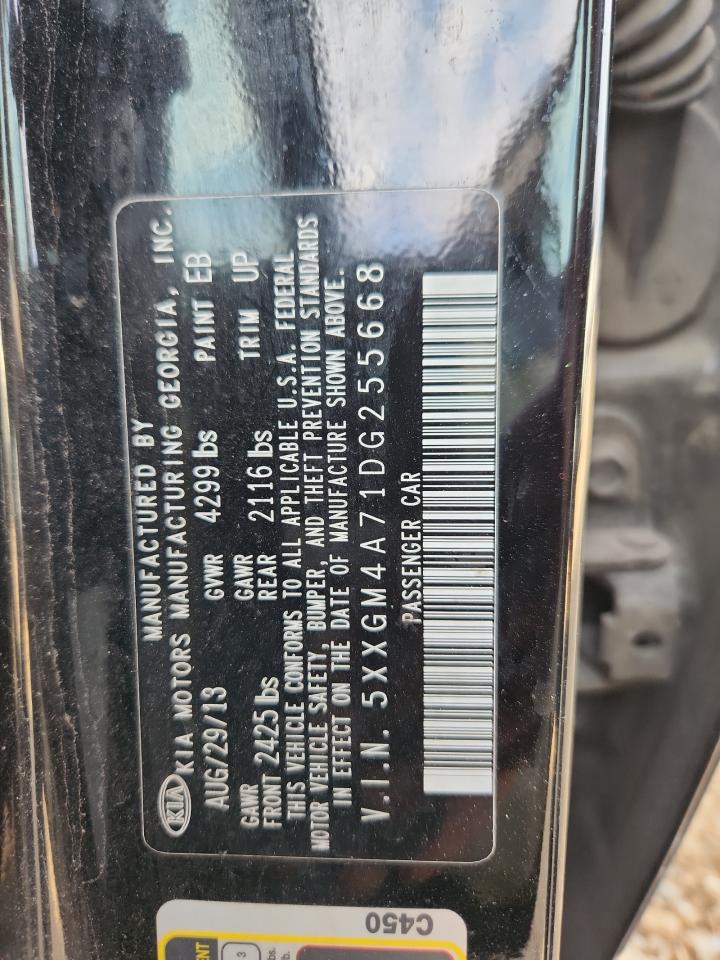 MANUFACTURED BY
KIA KIA MOTORS MANUFACTURING GEORGIA, INC.
AUG/29/13 GVWR 4299 lbs PAINT EB
GAWR GAWR TRIM UP
FRONT 2425 lbs REAR 2116 lbs
THIS VEHICLE CONFORMS TO ALL APPLICABLE U.S.A. FEDERAL
MOTOR VEHICLE SAFETY, BUMPER, AND THEFT PREVENTION STANDARDS
IN EFFECT ON THE DATE OF MANUFACTURE SHOWN ABOVE.
V.I.N. 5XXGM4A71DG255668
PASSENGER CAR
C450
3